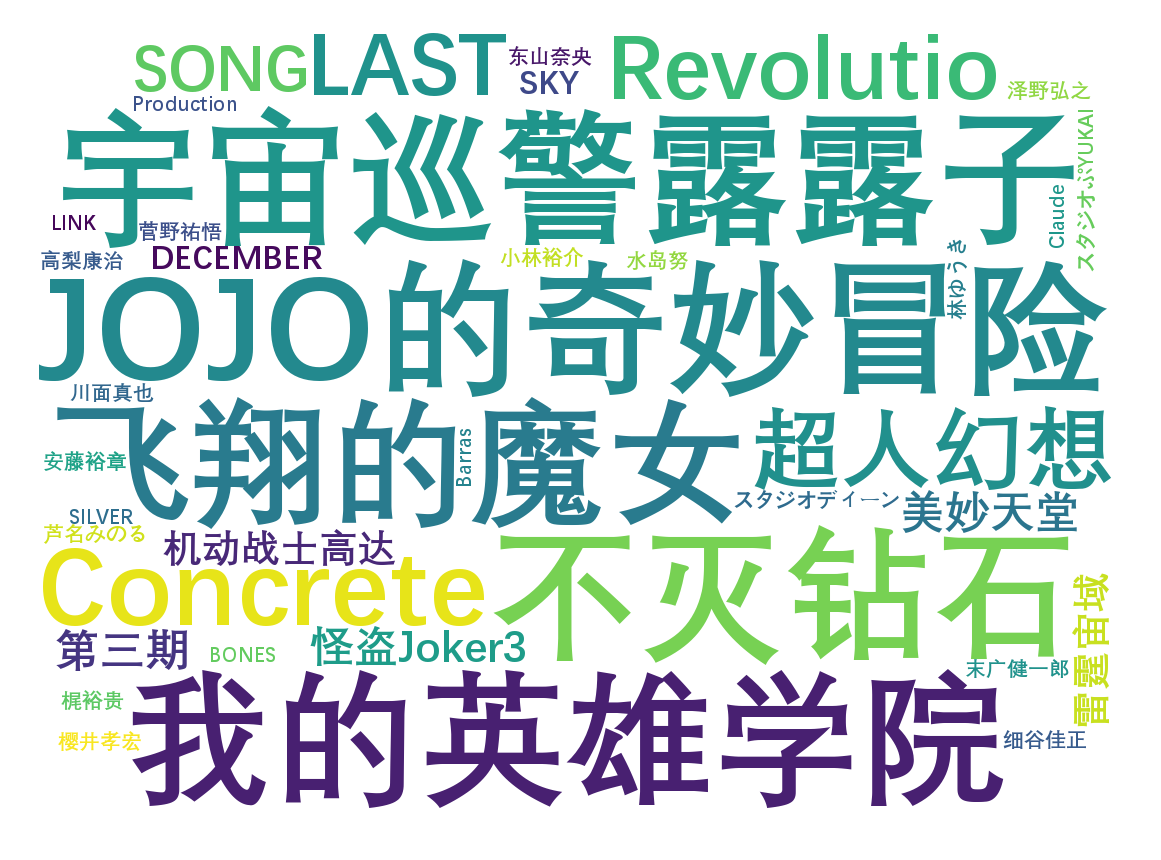 SONG LAST 东山奈央 Revolutio
SKY 泽野弘之
Production
宇宙巡警露露子
スタジオぷYUKAI
Claude
LINK 菅野祐悟
高梨康治 DECEMBER 小林裕介 水岛努
林ゆうき
JOJO的奇妙冒险
川面真也
飞翔的魔女 超人幻想
Barras
安藤裕章
スタジオディーン 美妙天堂
SILVER
芦名みのる 机动战士高达
Concrete 不灭钻石
雷霆宙域
第三期 BONES 怪盗Joker3
末广健一郎
梶裕贵 我的英雄学院
樱井孝宏 细谷佳正